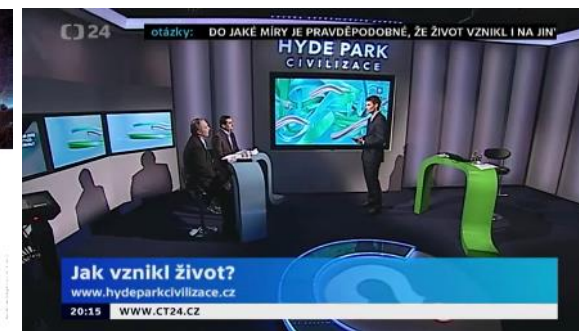 ČT24
otázky: DO JAKÉ MÍRY JE PRAVDĚPODOBNÉ, ŽE ŽIVOT VZNIKL I NA JIN
HYDE PARK
CIVILIZACE
Jak vznikl život?
www.hydeparkcivilizace.cz
20:15 WWW.CT24.CZ